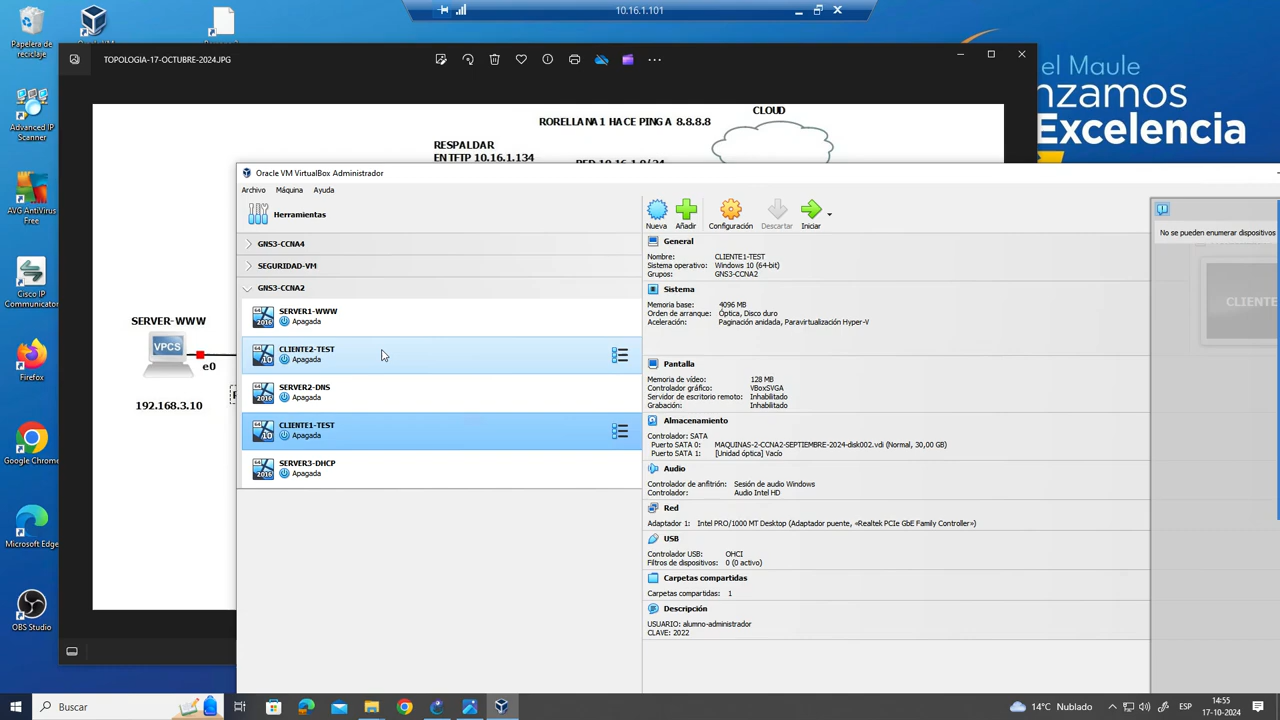 10.16.1.101
Papelera de
reciclaje
TOPOLOGIA-17-OCTUBRE-2024.JPG
el Maule
nzamos
Excelencia
CLOUD
RORELLANA1 HACE PING A 8.8.8.8
RESPALDAR
EN TFTP 10.16.1.134
Advanced IP
Scanner
AVG AntiVirus
Free
Cisco IP
Communicator
Firefox
Google Chrome
Microsoft Edge
OBS Studio
SERVER-WWW
VPCS
e0
192.168.3.10
Oracle VM VirtualBox Administrador
Archivo Máquina Ayuda
Herramientas
GNS3-CCNA4
SEGURIDAD-VM
GNS3-CCNA2
64
2016
SERVER1-WWW
Apagada
64
10
CLIENTE2-TEST
Apagada
64
2016
SERVER2-DNS
Apagada
64
10
CLIENTE1-TEST
Apagada
64
2016
SERVER3-DHCP
Apagada
Nueva Añadir Configuración Descartar Iniciar
General
Nombre: CLIENTE1-TEST
Sistema operativo: Windows 10 (64-bit)
Grupos: GNS3-CCNA2
Sistema
Memoria base: 4096 MB
Orden de arranque: Óptica, Disco duro
Aceleración: Paginación anidada, Paravirtualización Hyper-V
Pantalla
Memoria de vídeo: 128 MB
Controlador gráfico: VBoxSVGA
Servidor de escritorio remoto: Inhabilitado
Grabación: Inhabilitado
Almacenamiento
Controlador: SATA
Puerto SATA 0: MAQUINAS-2-CCNA2-SEPTIEMBRE-2024-disk002.vdi (Normal, 30,00 GB)
Puerto SATA 1: [Unidad óptica] Vacío
Audio
Controlador de anfitrión: Sesión de audio Windows
Controlador: Audio Intel HD
Red
Adaptador 1: Intel PRO/1000 MT Desktop (Adaptador puente, «Realtek PCIe GbE Family Controller»)
USB
Controlador USB: OHCI
Filtros de dispositivos: 0 (0 activo)
Carpetas compartidas
Carpetas compartidas: 1
Descripción
USUARIO: alumno-administrador
CLAVE: 2022
No se pueden enumerar dispositivos
CLIENTE
Buscar
14°C Nublado
ESP
14:55
17-10-2024